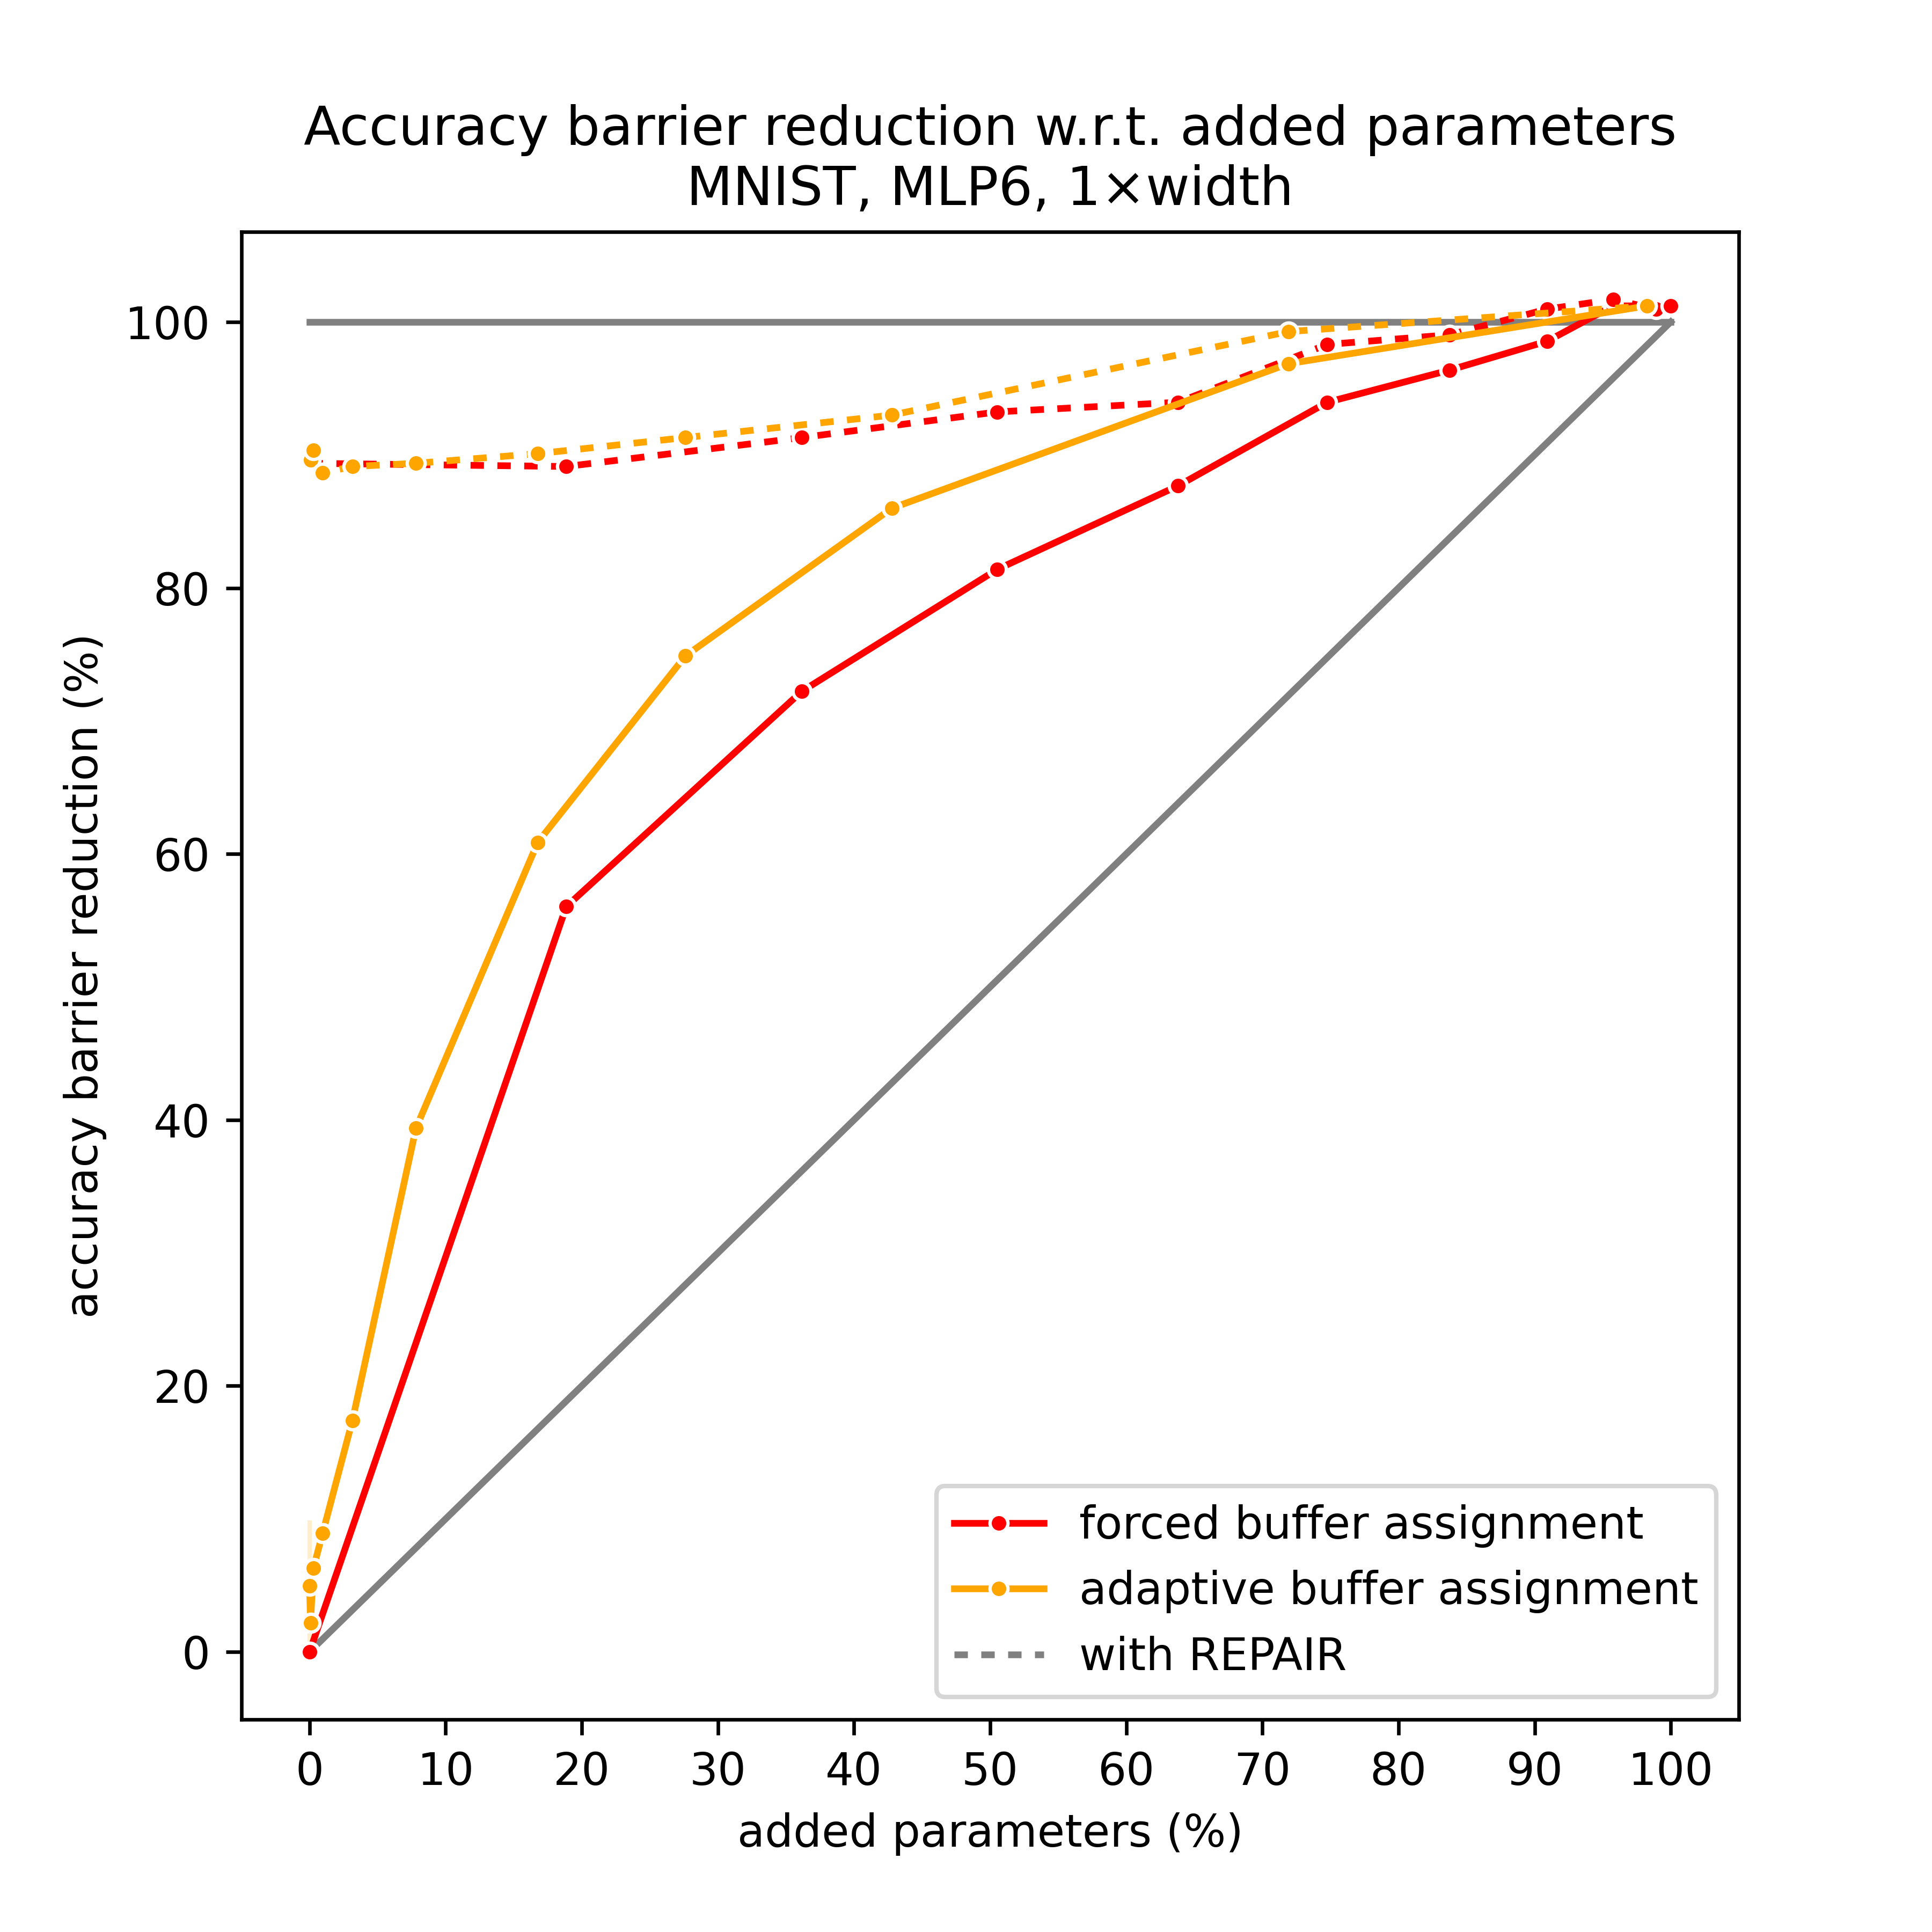 Accuracy barrier reduction w.r.t. added parameters
MNIST, MLP6, 1×width
accuracy barrier reduction (%)
100
80
60
40
20
0
forced buffer assignment
adaptive buffer assignment
with REPAIR
0 10 20 30 40 50 60 70 80 90 100
added parameters (%)